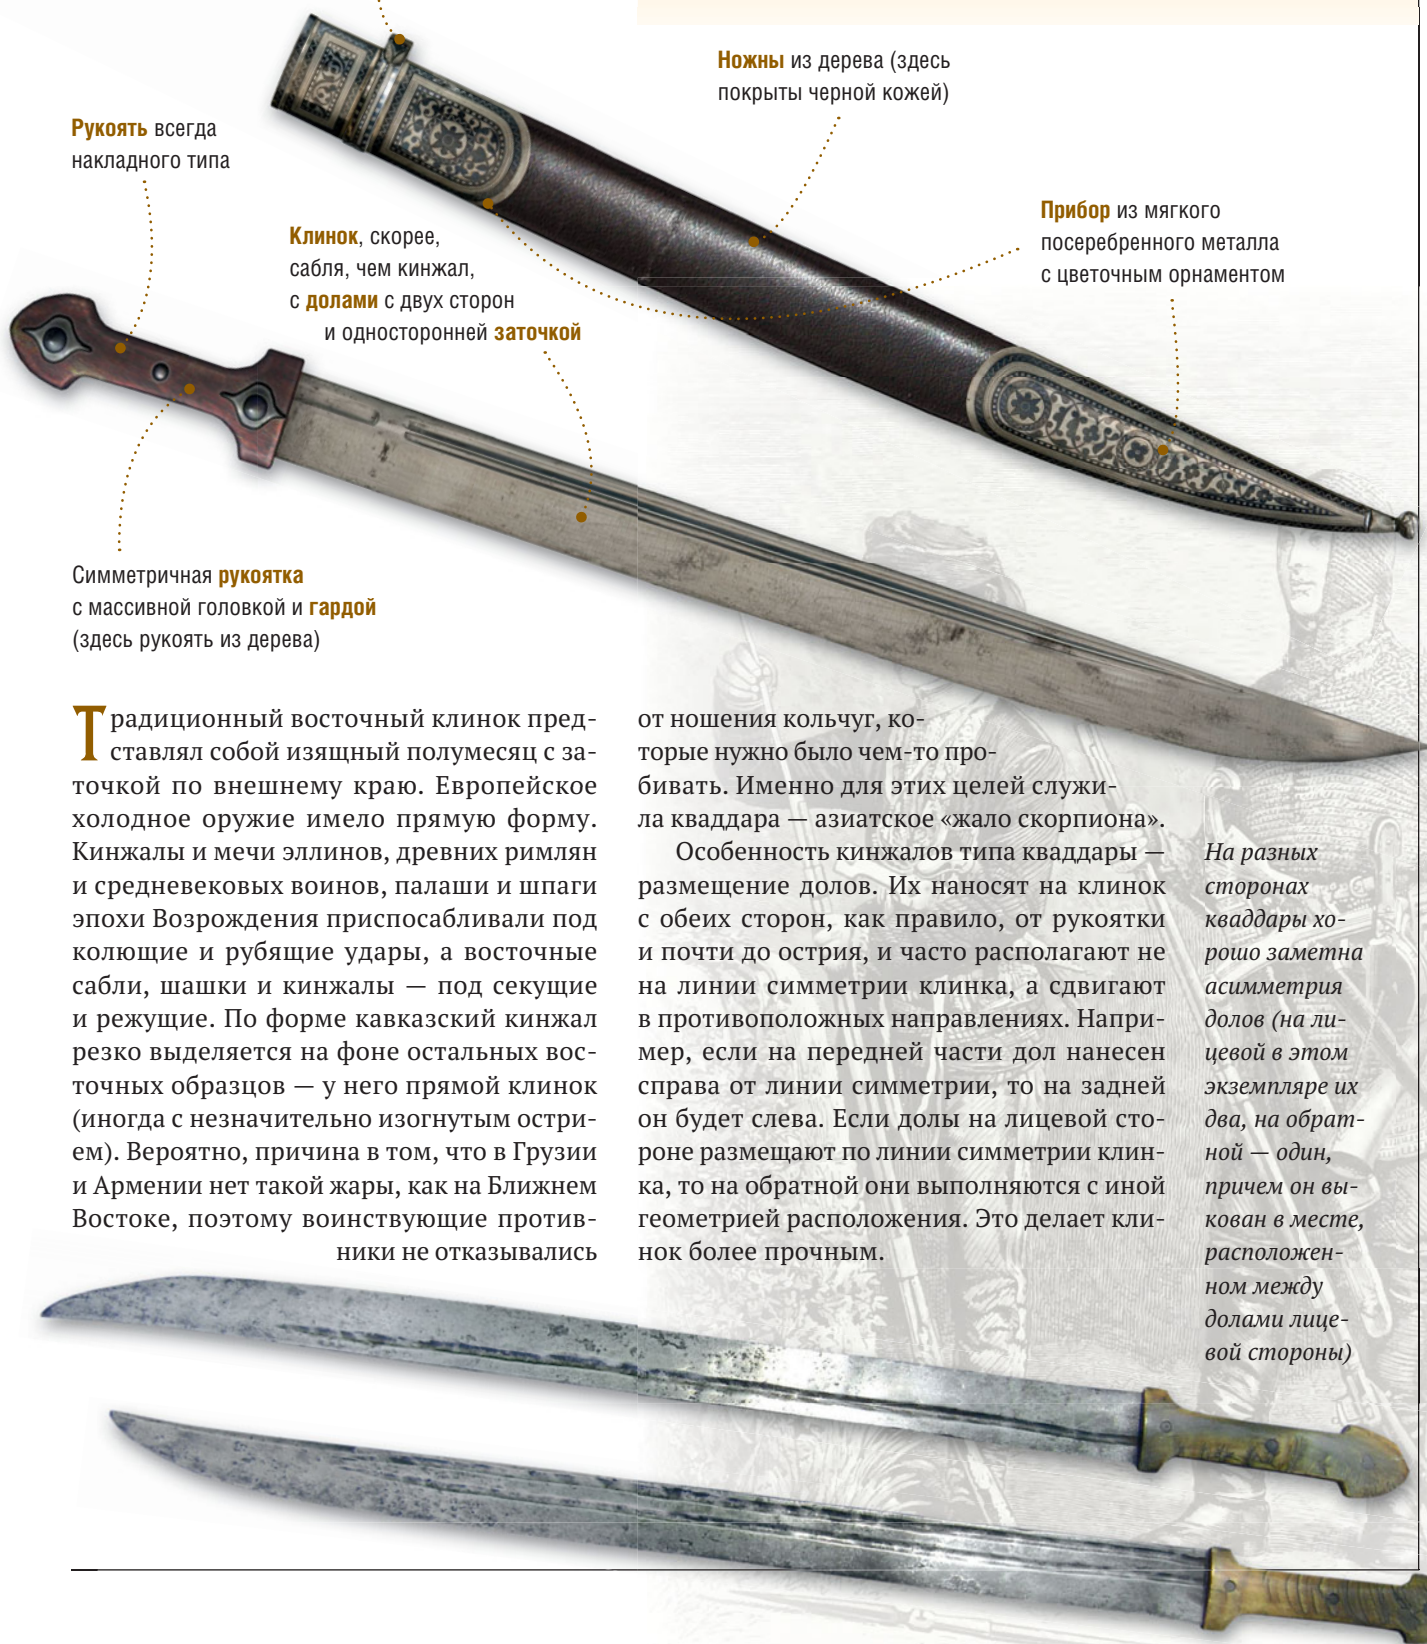 Ножны из дерева (здесь
покрыты черной кожей)
Рукоять всегда
накладного типа
Клинок, скорее,
сабля, чем кинжал,
с долами с двух сторон
и односторонней заточкой
Прибор из мягкого
посеребренного металла
с цветочным орнаментом
Симметричная рукоятка
с массивной головкой и гардой
(здесь рукоять из дерева)
Традиционный восточный клинок пред-
ставлял собой изящный полумесяц с за-
точкой по внешнему краю. Европейское
холодное оружие имело прямую форму.
Кинжалы и мечи эллинов, древних римлян
и средневековых воинов, палаши и шпаги
эпохи Возрождения приспосабливали под
колющие и рубящие удары, а восточные
сабли, шашки и кинжалы — под секущие
и режущие. По форме кавказский кинжал
резко выделяется на фоне остальных вос-
точных образцов — у него прямой клинок
(иногда с незначительно изогнутым остри-
ем). Вероятно, причина в том, что в Грузии
и Армении нет такой жары, как на Ближнем
Востоке, поэтому воинствующие против-
ники не отказывались
от ношения кольчуг, ко-
торые нужно было чем-то про-
бивать. Именно для этих целей служи-
ла кваддара — азиатское «жало скорпиона».
Особенность кинжалов типа кваддары —
размещение долов. Их наносят на клинок
с обеих сторон, как правило, от рукоятки
и почти до острия, и часто располагают не
на линии симметрии клинка, а сдвигают
в противоположных направлениях. Напри-
мер, если на передней части дол нанесен
справа от линии симметрии, то на задней
он будет слева. Если долы на лицевой сто-
роне размещают по линии симметрии клин-
ка, то на обратной они выполняются с иной
геометрией расположения. Это делает кли-
нок более прочным.
На разных
сторонах
кваддары хо-
рошо заметна
асимметрия
долов (на ли-
цевой в этом
экземпляре их
два, на обрат-
ной — один,
причем он вы-
кован в месте,
расположен-
ном между
долами лице-
вой стороны)